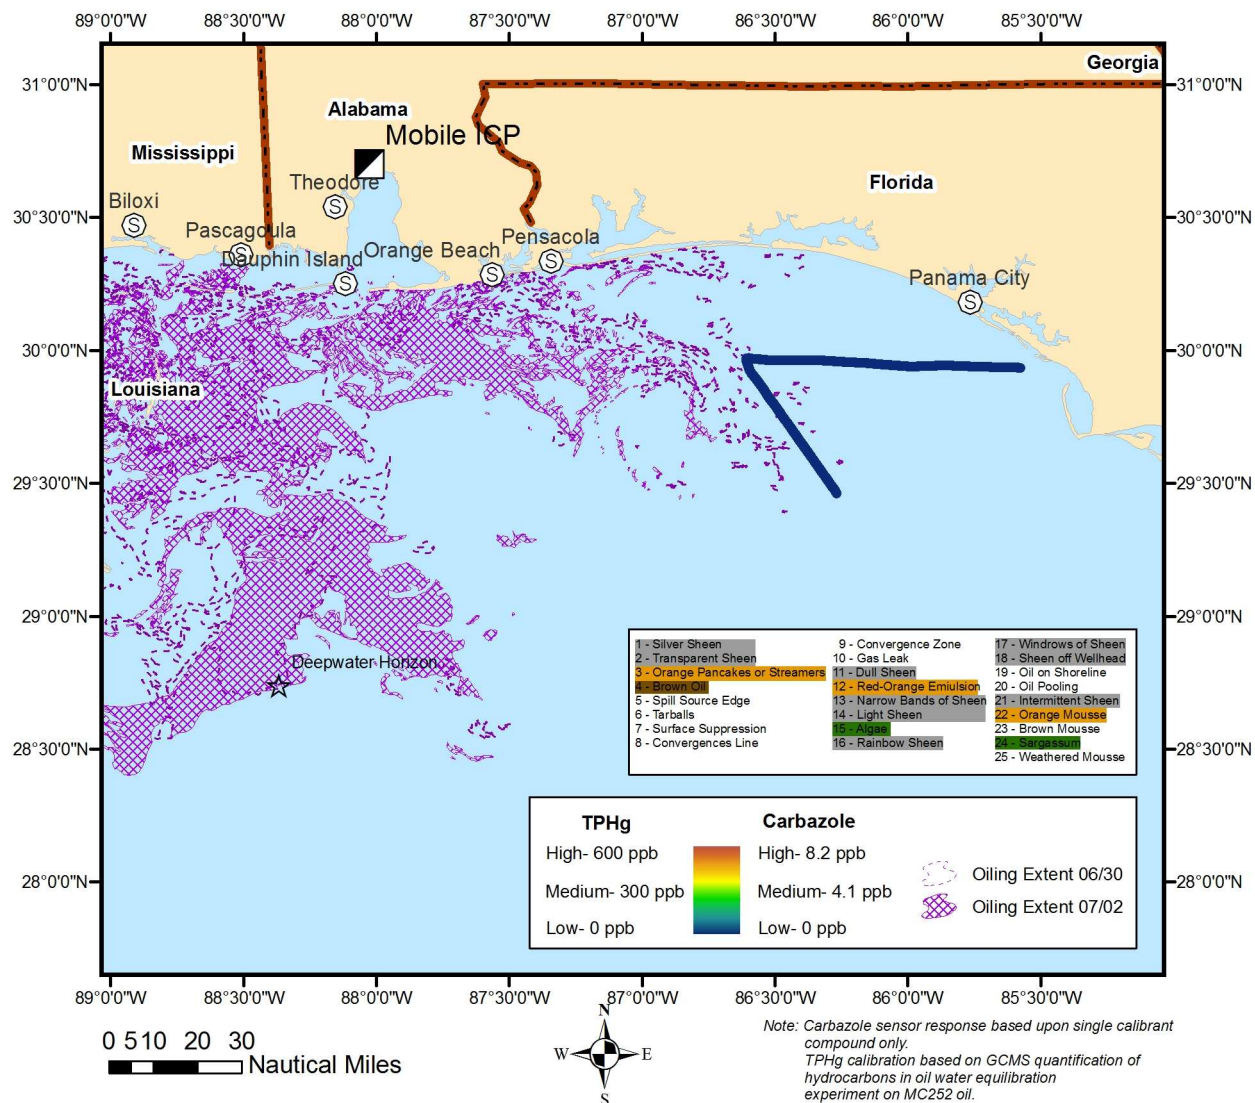 89°0'0"W 88°30'0"W 88°0'0"W 87°30'0"W 87°0'0"W 86°30'0"W 86°0'0"W 85°30'0"W
Georgia
31°0'0"N 31°0'0"N
Alabama
Mobile ICP
Mississippi
Theodore
Florida
Biloxi
S
S
30°30'0"N 30°30'0"N
Pascagoula
S
Dauphin Island
S
Orange Beach
S
Pensacola
S
Panama City
S
30°0'0"N 30°0'0"N
Louisiana
29°30'0"N 29°30'0"N
29°0'0"N 29°0'0"N
Deepwater Horizon
1 - Silver Sheen
2 - Transparent Sheen
3 - Orange Pancakes or Streamers
4 - Brown Oil
5 - Spill Source Edge
6 - Tarballs
7 - Surface Suppression
8 - Convergences Line
9 - Convergence Zone
10 - Gas Leak
11 - Dull Sheen
12 - Red-Orange Emiulsion
13 - Narrow Bands of Sheen
14 - Light Sheen
15 - Algae
16 - Rainbow Sheen
17 - Windrows of Sheen
18 - Sheen off Wellhead
19 - Oil on Shoreline
20 - Oil Pooling
21 - Intermittent Sheen
22 - Orange Mousse
23 - Brown Mousse
24 - Sargassum
25 - Weathered Mousse
28°30'0"N 28°30'0"N
TPHg Carbazole
High- 600 ppb High- 8.2 ppb
Medium- 300 ppb Medium- 4.1 ppb
Low- 0 ppb Low- 0 ppb
Oiling Extent 06/30
Oiling Extent 07/02
28°0'0"N 28°0'0"N
89°0'0"W 88°30'0"W 88°0'0"W 87°30'0"W 87°0'0"W 86°30'0"W 86°0'0"W 85°30'0"W
0 5 10 20 30
Nautical Miles
N
W E
S
Note: Carbazole sensor response based upon single calibrant
compound only.
TPHg calibration based on GCMS quantification of
hydrocarbons in oil water equilibration
experiment on MC252 oil.